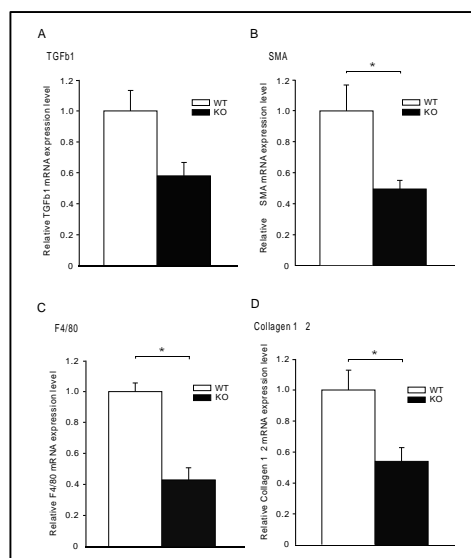 A
TGFb1
Relative TGFb1 mRNA expression level
1.2
1.0
0.8
0.6
0.4
0.2
0
WT
KO
B
SMA
Relative SMA mRNA expression level
1.2
1.0
0.8
0.6
0.4
0.2
0
*
WT
KO
C
F4/80
Relative F4/80 mRNA expression level
1.2
1.0
0.8
0.6
0.4
0.2
0
*
WT
KO
D
Collagen 1 2
Relative Collagen 1 2 mRNA expression level
1.2
1.0
0.8
0.6
0.4
0.2
0
*
WT
KO